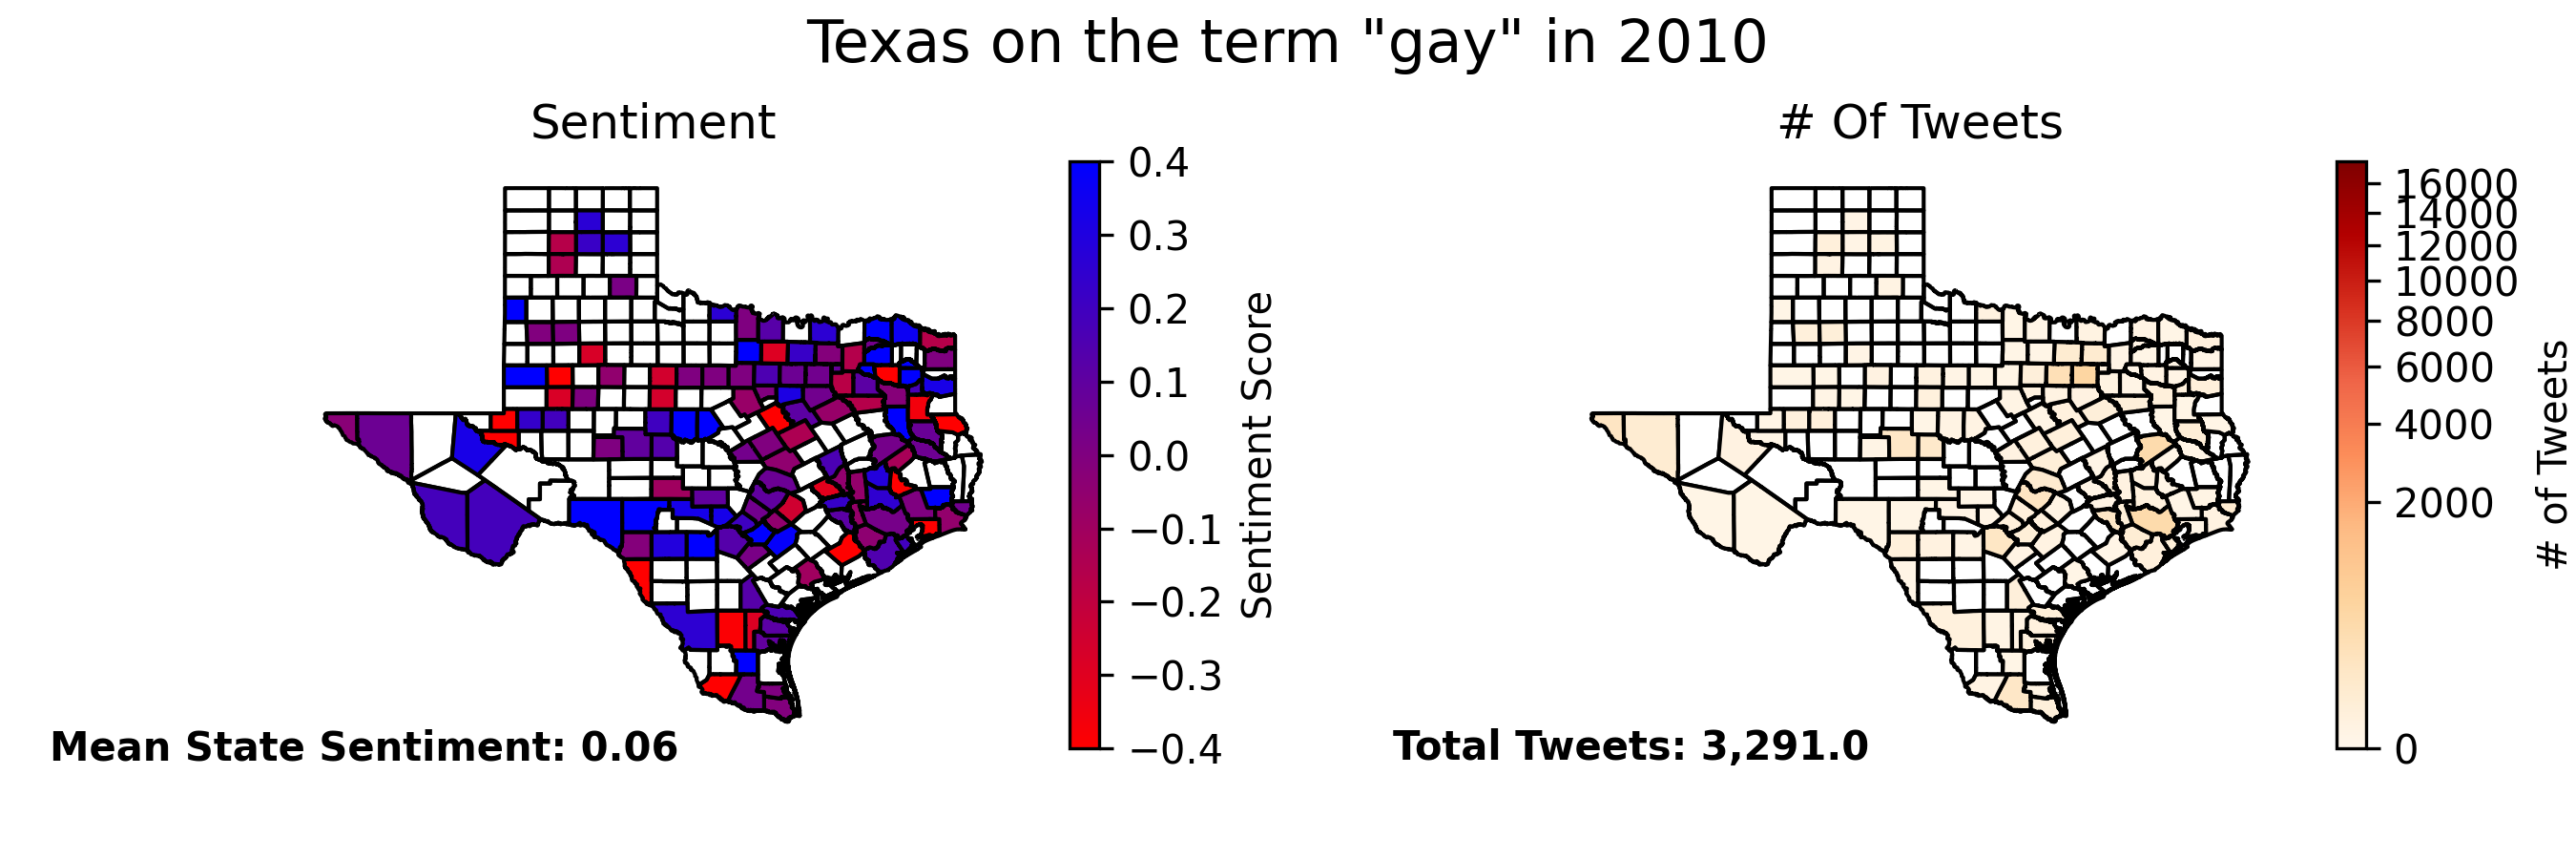 Texas on the term "gay" in 2010
Sentiment
0.4
0.3
0.2
0.1
0.0
−0.1
−0.2
−0.3
−0.4
Sentiment Score
Mean State Sentiment: 0.06
# Of Tweets
16000
14000
12000
10000
8000
6000
4000
2000
0
# of Tweets
Total Tweets: 3,291.0